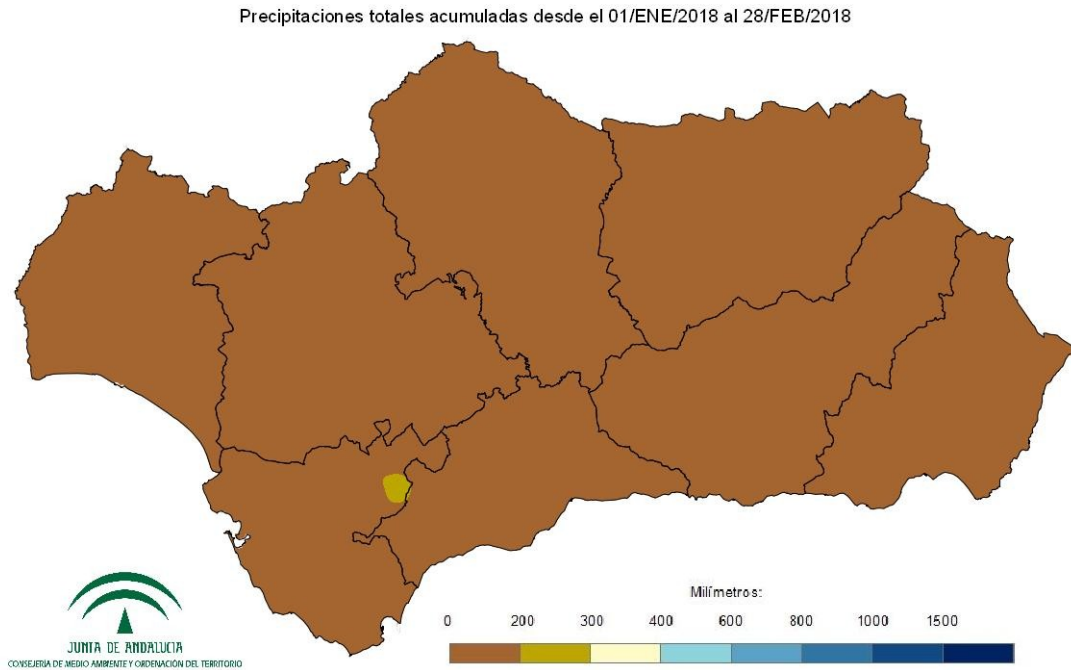 Precipitaciones totales acumuladas desde el 01/ENE/2018 al 28/FEB/2018
Milímetros:
0 200 300 400 600 800 1000 1500
JUNTA DE ANDALUCIA
CONSEJERIA DE MEDIO AMBIENTE Y ORDENACIÓN DEL TERRITORIO